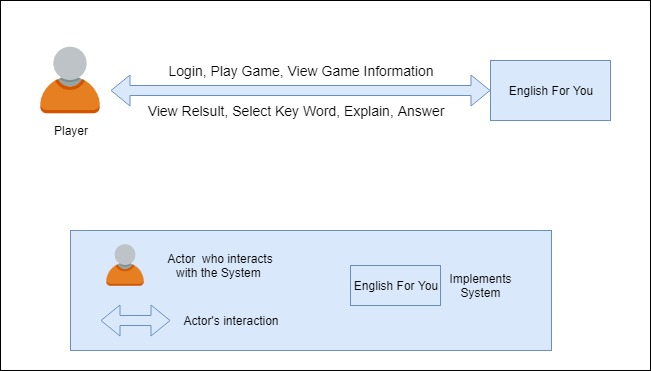 Login, Play Game, View Game Information
English For You
View Relsult, Select Key Word, Explain, Answer
Player
Actor who interacts
with the System
English For You
Implements
System
Actor's interaction